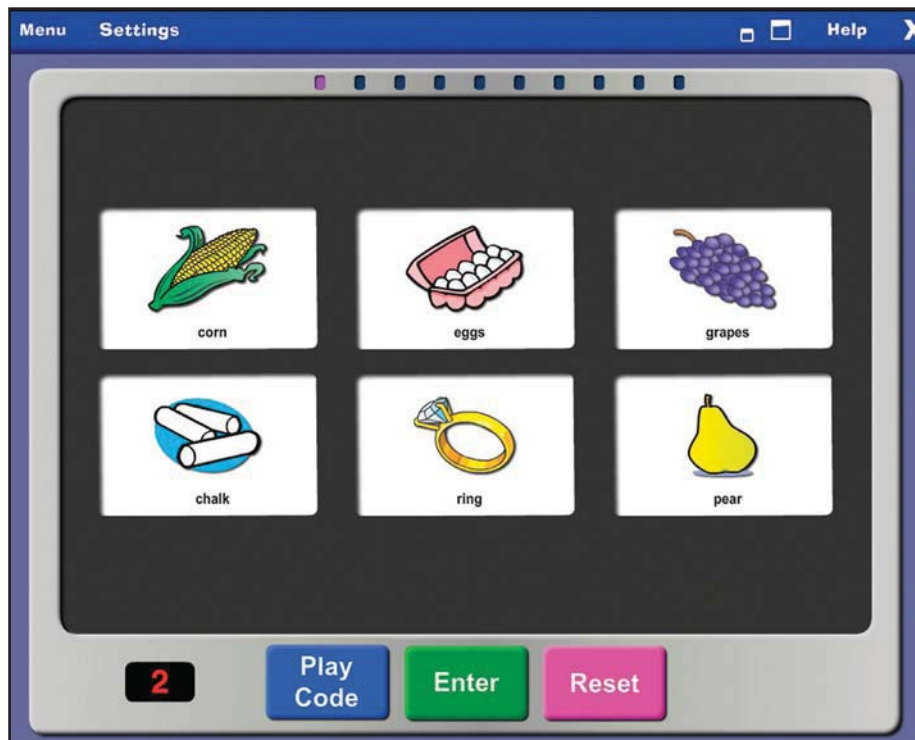 Menu Settings Help X
corn eggs grapes
chalk ring pear
2
Play
Code
Enter
Reset